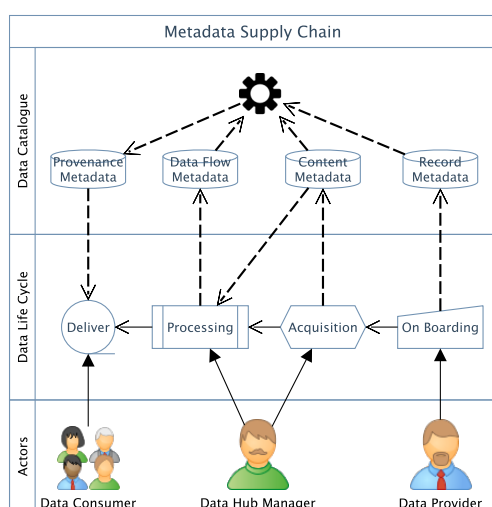 Metadata Supply Chain
Data Catalogue
Provenance
Metadata
Data Flow
Metadata
Content
Metadata
Record
Metadata
Data Life Cycle
Deliver
Processing
Acquisition
On Boarding
Actors
Data Consumer
Data Hub Manager
Data Provider